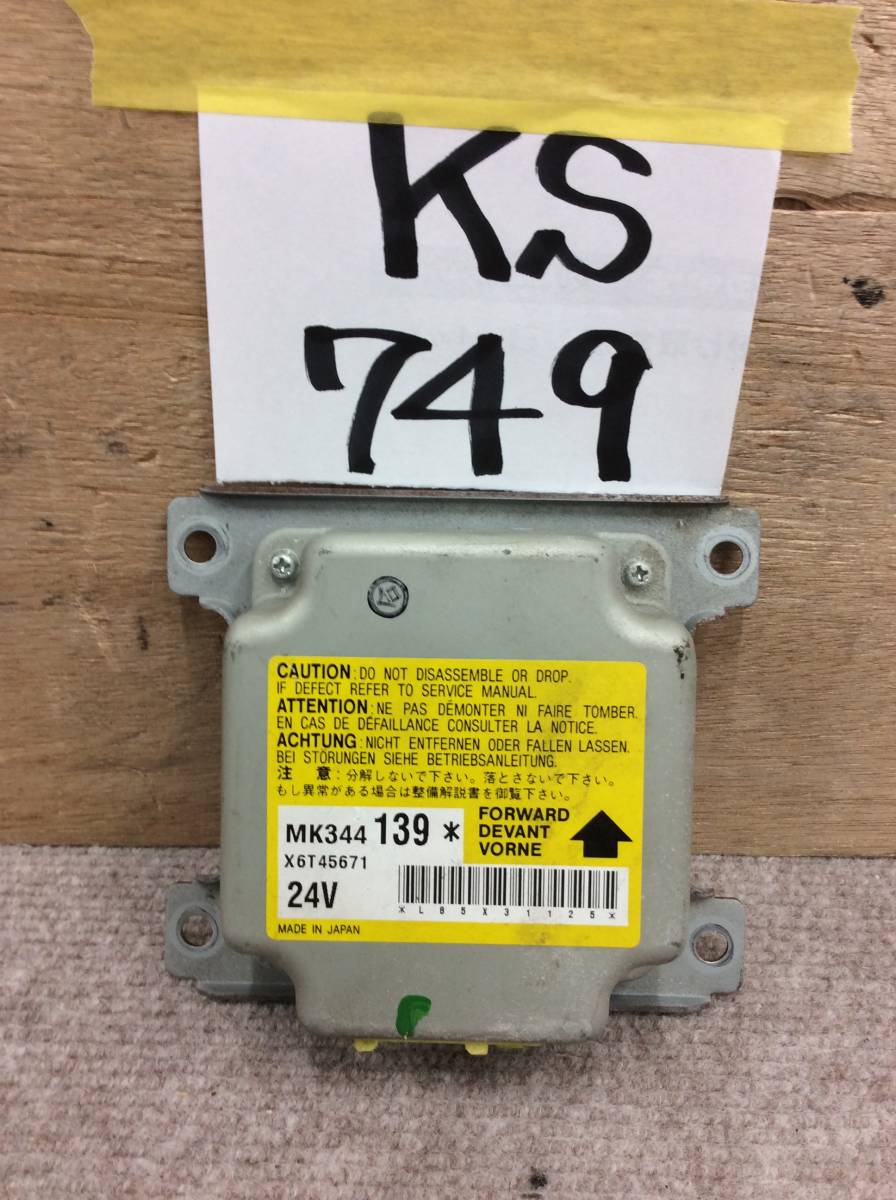 KS
749
CAUTION : DO NOT DISASSEMBLE OR DROP.
IF DEFECT REFER TO SERVICE MANUAL.
ATTENTION : NE PAS DÉMONTER NI FAIRE TOMBER.
EN CAS DE DÉFAILLANCE CONSULTER LA NOTICE.
ACHTUNG : NICHT ENTFERNEN ODER FALLEN LASSEN.
BEI STÖRUNGEN SIEHE BETRIEBSANLEITUNG.
注 意 : 分解しないで下さい。落とさないで下さい。
もし異常がある場合は整備解説書を御覧下さい。
MK344 139 *
X6T45671
24V
FORWARD
DEVANT
VORNE
*L85X31125*
MADE IN JAPAN